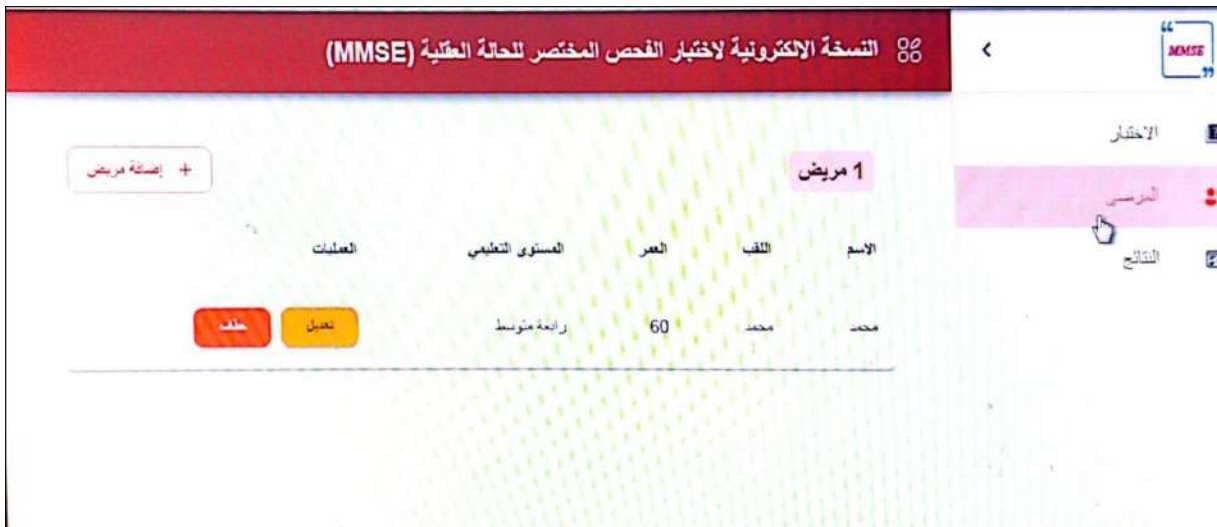 النسخة الالكترونية لاختبار الفحص المختصر للحالة العقلية (MMSE)
“ MMSE ”
الاختبار
المرضى
النتائج
1 مريض
+ إضافة مريض
الاسم اللقب العمر المستوى التعليمي العمليات
محمد محمد 60 رابعة متوسط تعديل حذف